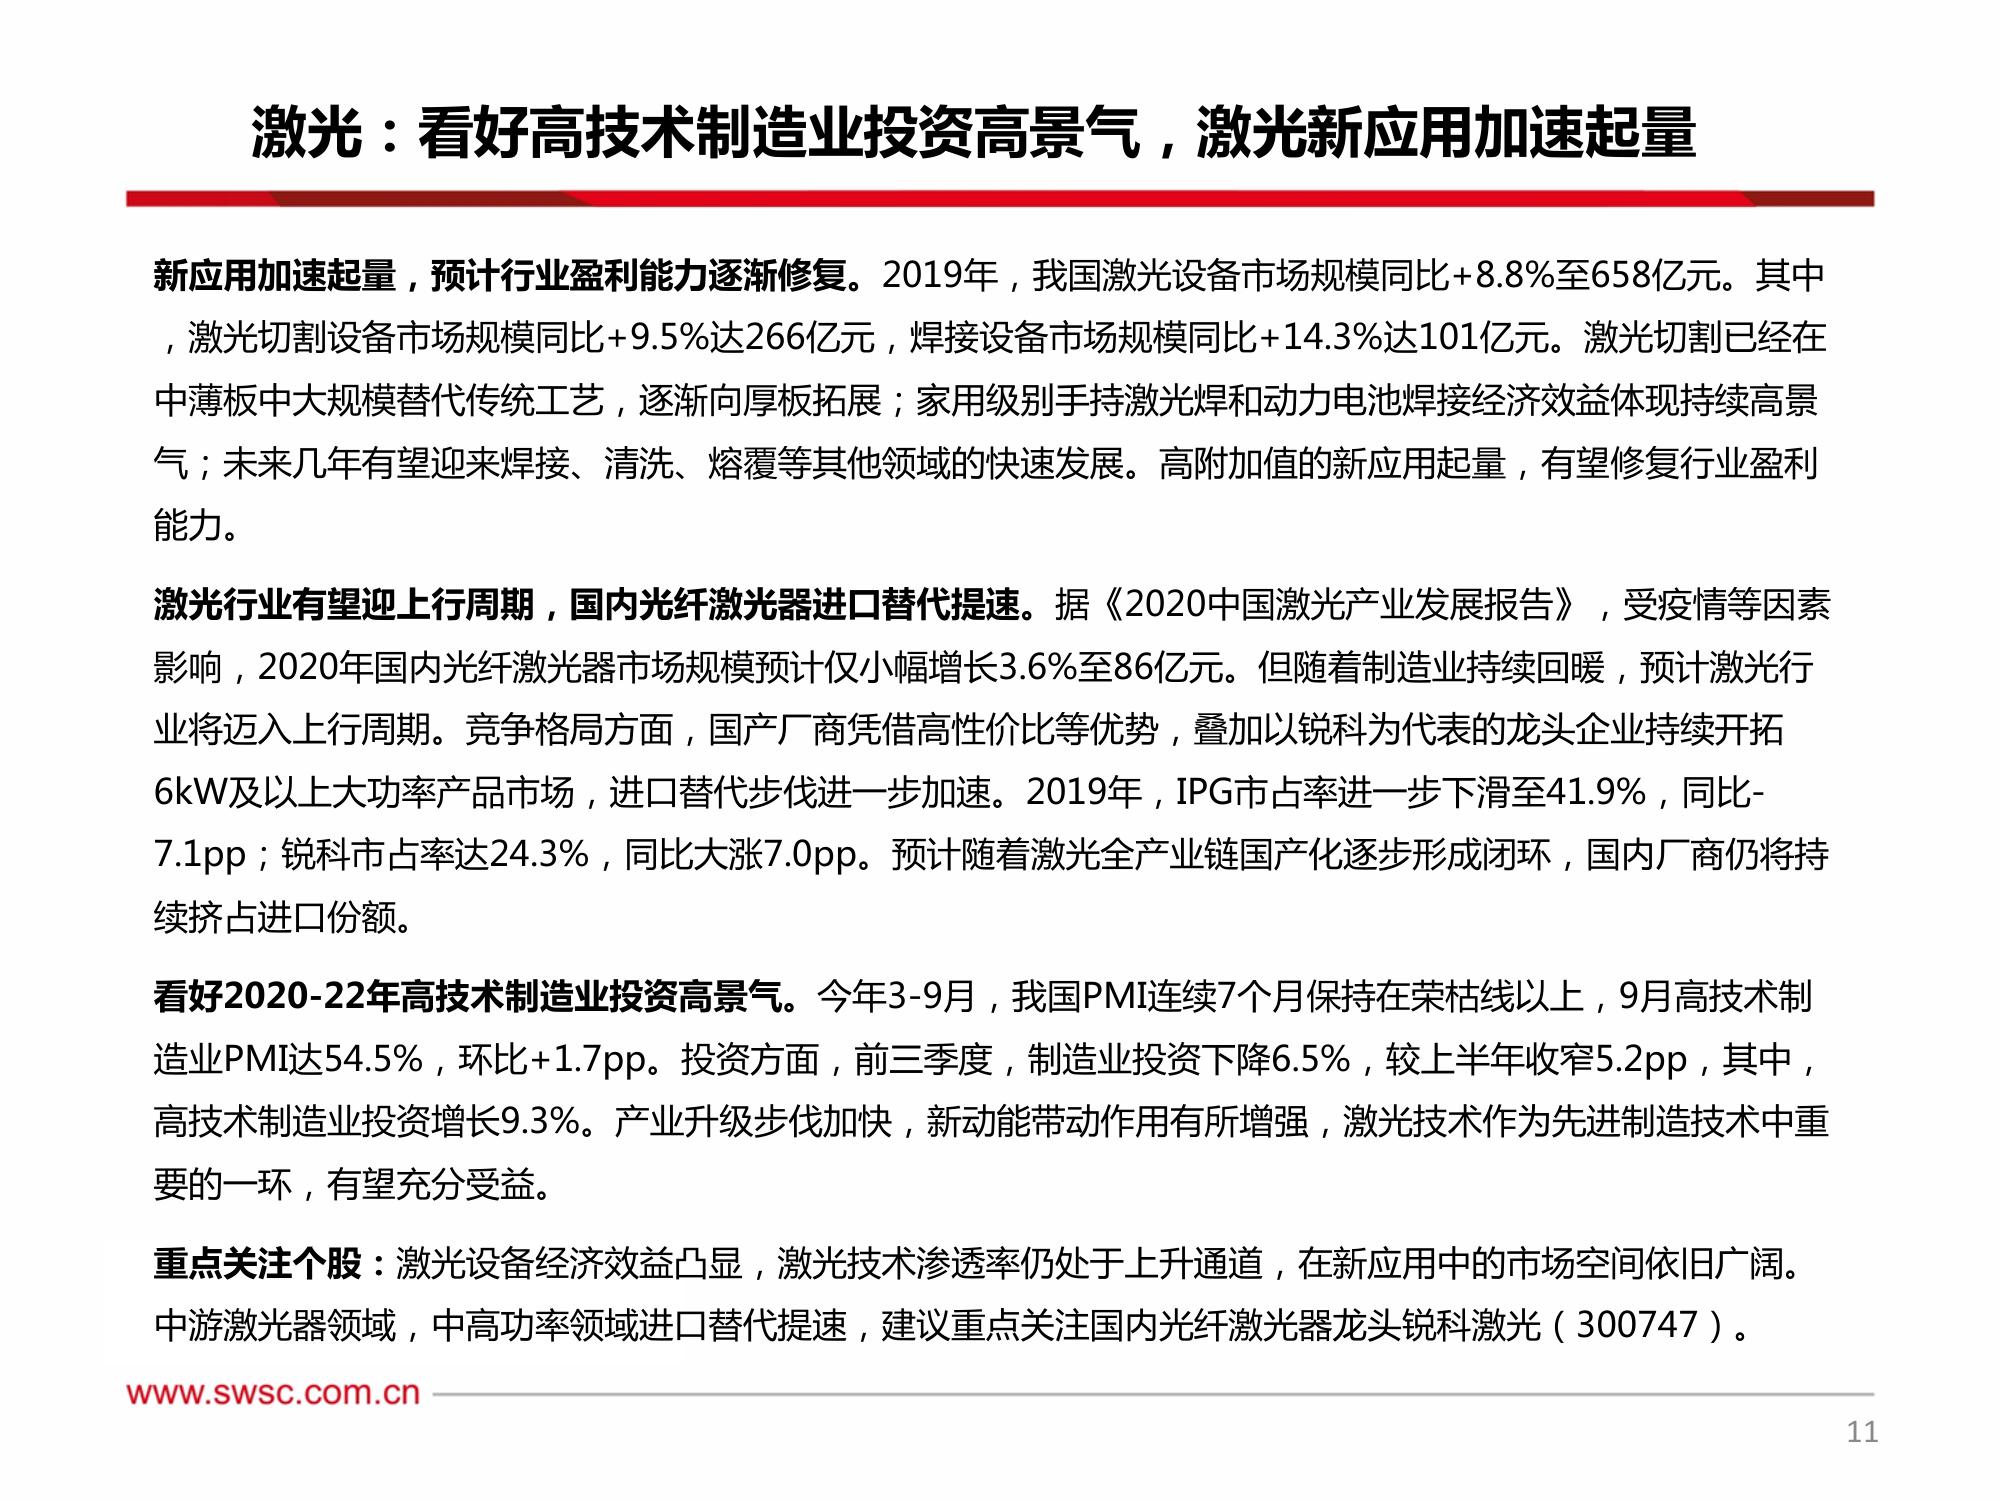 激光：看好高技术制造业投资高景气，激光新应用加速起量
新应用加速起量，预计行业盈利能力逐渐修复。2019年，我国激光设备市场规模同比+8.8%至658亿元。其中
，激光切割设备市场规模同比+9.5%达266亿元，焊接设备市场规模同比+14.3%达101亿元。激光切割已经在
中薄板中大规模替代传统工艺，逐渐向厚板拓展；家用级别手持激光焊和动力电池焊接经济效益体现持续高景
气；未来几年有望迎来焊接、清洗、熔覆等其他领域的快速发展。高附加值的新应用起量，有望修复行业盈利
能力。
激光行业有望迎上行周期，国内光纤激光器进口替代提速。据《2020中国激光产业发展报告》，受疫情等因素
影响，2020年国内光纤激光器市场规模预计仅小幅增长3.6%至86亿元。但随着制造业持续回暖，预计激光行
业将迈入上行周期。竞争格局方面，国产厂商凭借高性价比等优势，叠加以锐科为代表的龙头企业持续开拓
6kW及以上大功率产品市场，进口替代步伐进一步加速。2019年，IPG市占率进一步下滑至41.9%，同比-
7.1pp；锐科市占率达24.3%，同比大涨7.0pp。预计随着激光全产业链国产化逐步形成闭环，国内厂商仍将持
续挤占进口份额。
看好2020-22年高技术制造业投资高景气。今年3-9月，我国PMI连续7个月保持在荣枯线以上，9月高技术制
造业PMI达54.5%，环比+1.7pp。投资方面，前三季度，制造业投资下降6.5%，较上半年收窄5.2pp，其中，
高技术制造业投资增长9.3%。产业升级步伐加快，新动能带动作用有所增强，激光技术作为先进制造技术中重
要的一环，有望充分受益。
重点关注个股：激光设备经济效益凸显，激光技术渗透率仍处于上升通道，在新应用中的市场空间依旧广阔。
中游激光器领域，中高功率领域进口替代提速，建议重点关注国内光纤激光器龙头锐科激光（300747）。
www.swsc.com.cn
11